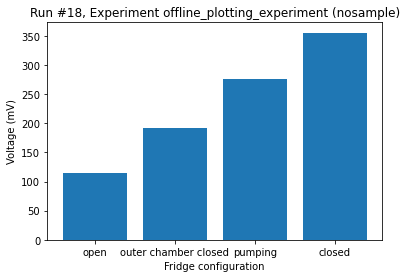 Run #18, Experiment offline_plotting_experiment (nosample)
Voltage (mV)
350
300
250
200
150
100
50
0
open outer chamber closed pumping closed
Fridge configuration